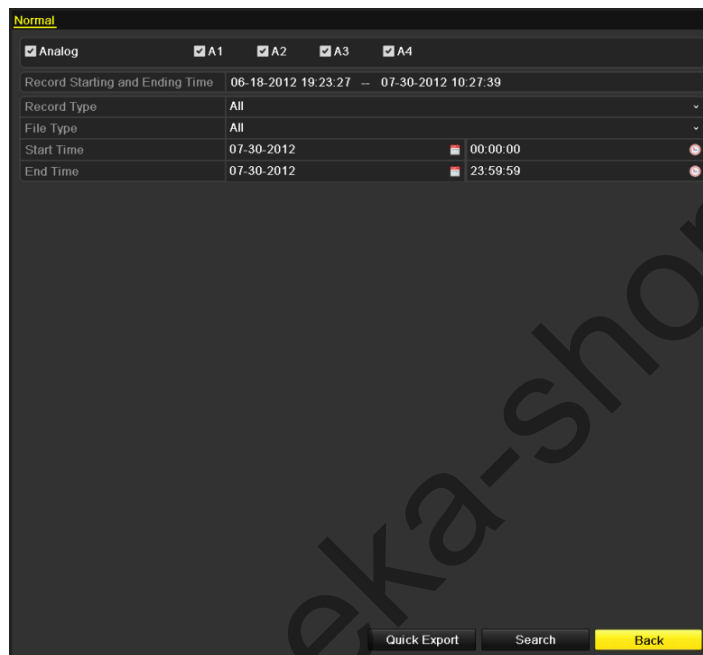 Normal
Analog A1 A2 A3 A4
Record Starting and Ending Time 06-18-2012 19:23:27 -- 07-30-2012 10:27:39
Record Type All
File Type All
Start Time 07-30-2012 00:00:00
End Time 07-30-2012 23:59:59
eka-shop
Quick Export Search Back